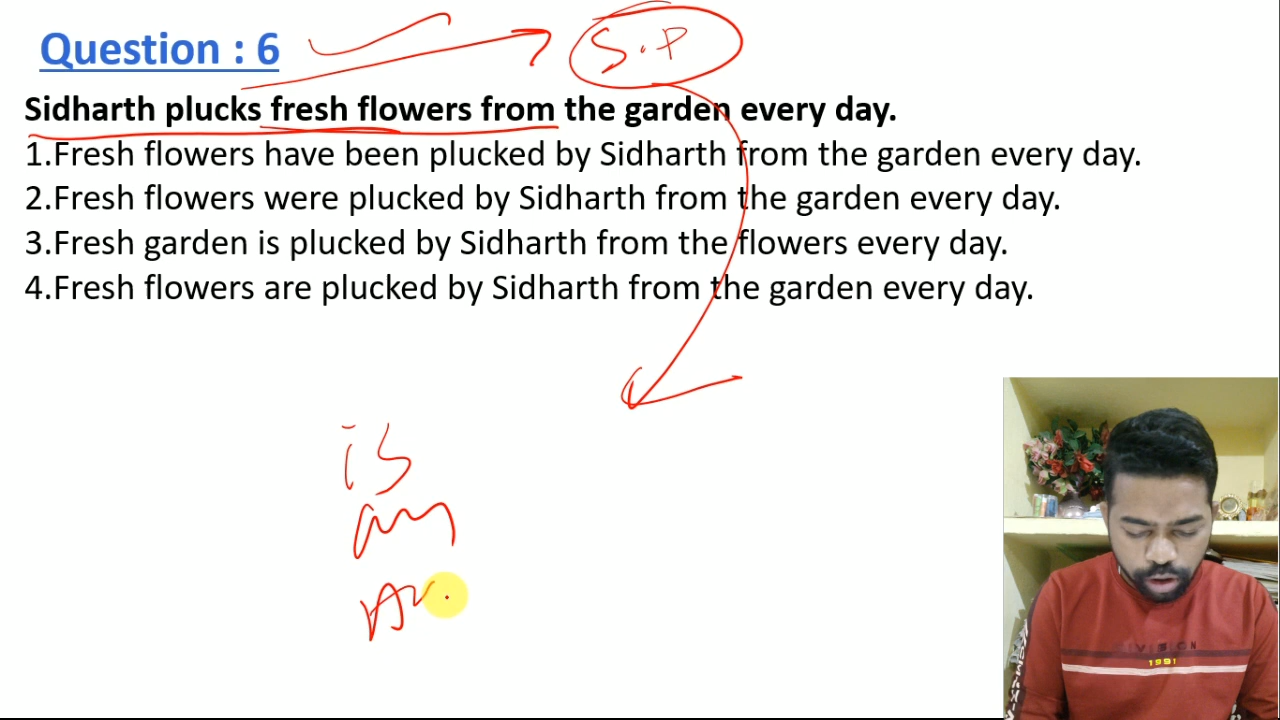 Question : 6
S.P
Sidharth plucks fresh flowers from the garden every day.
1.Fresh flowers have been plucked by Sidharth from the garden every day.
2.Fresh flowers were plucked by Sidharth from the garden every day.
3.Fresh garden is plucked by Sidharth from the flowers every day.
4.Fresh flowers are plucked by Sidharth from the garden every day.
is
am
1991